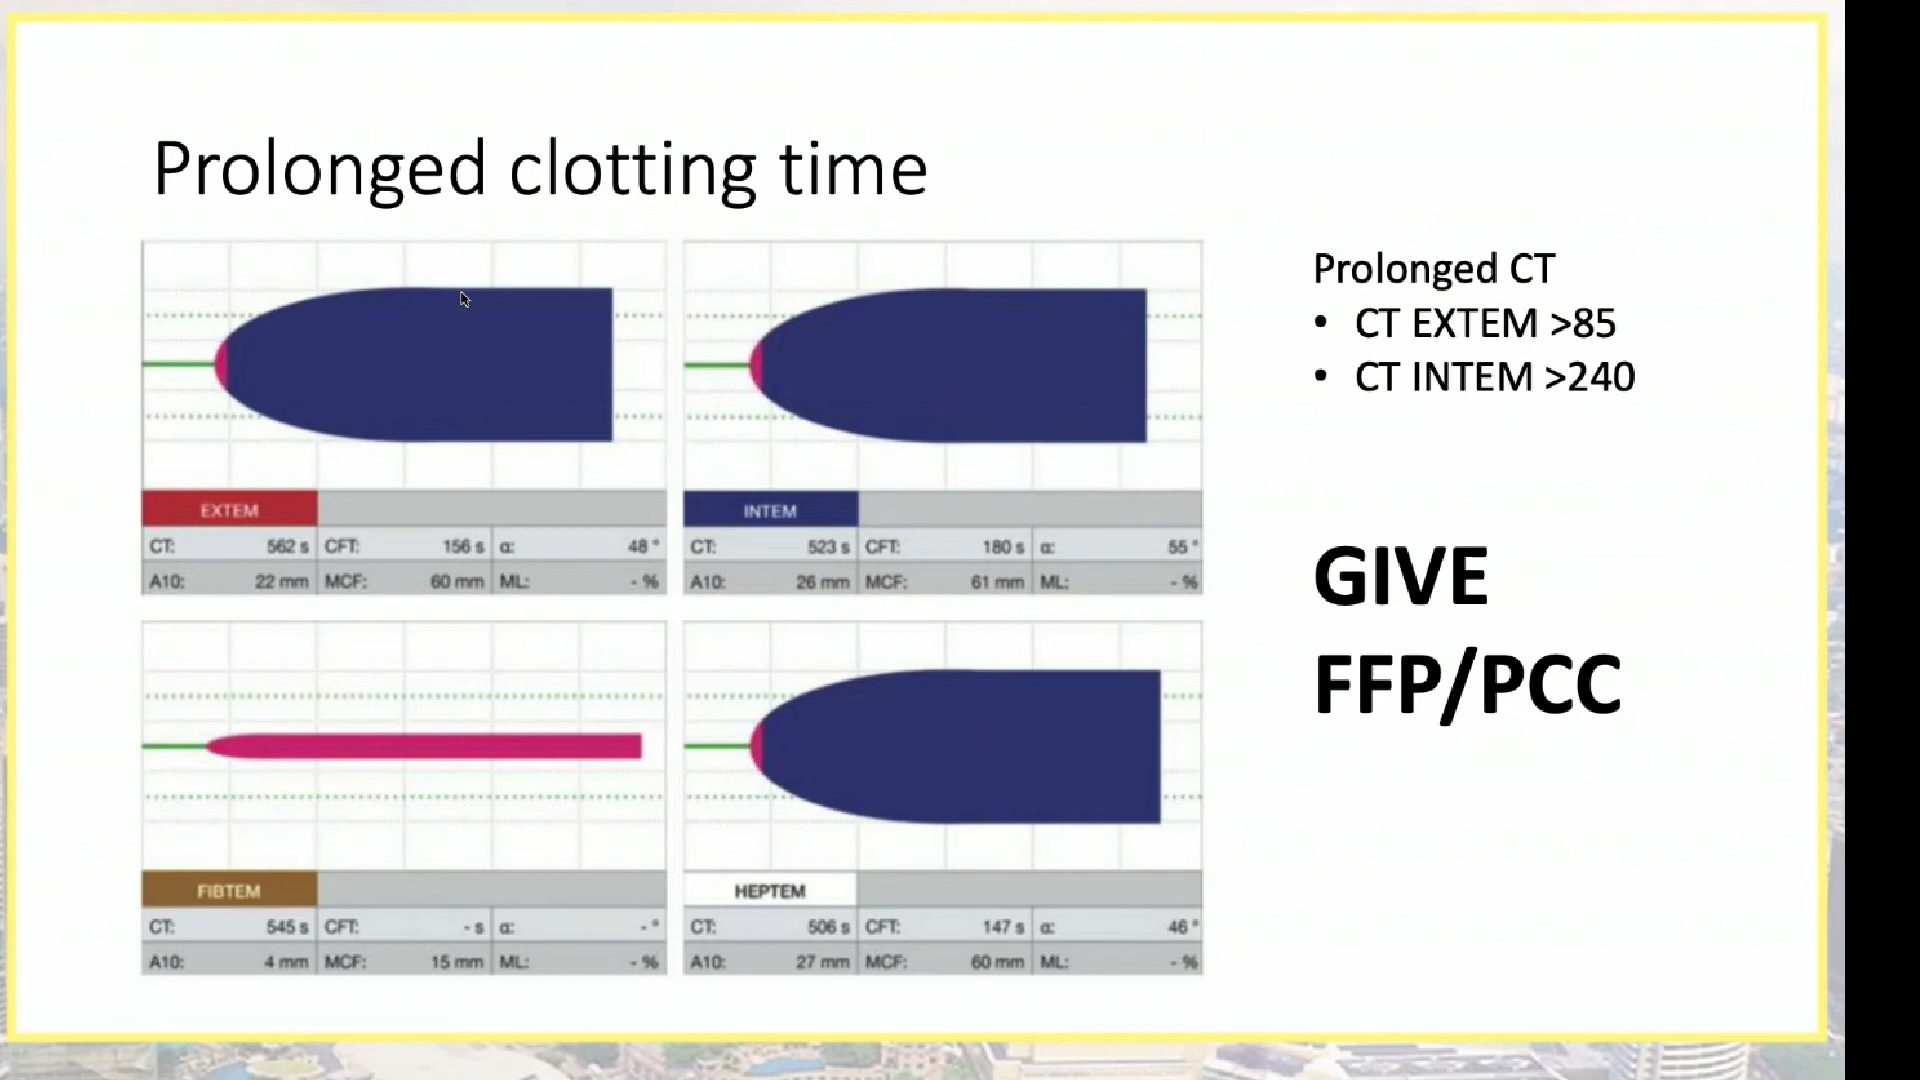 Prolonged clotting time
EXTEM
CT: 562 s CFT: 156 s α: 48 °
A10: 22 mm MCF: 60 mm ML: - %
INTEM
CT: 523 s CFT: 180 s α: 55 °
A10: 26 mm MCF: 61 mm ML: - %
FIBTEM
CT: 545 s CFT: - s α: - °
A10: 4 mm MCF: 15 mm ML: - %
HEPTEM
CT: 506 s CFT: 147 s α: 46 °
A10: 27 mm MCF: 60 mm ML: - %
Prolonged CT
• CT EXTEM >85
• CT INTEM >240
GIVE
FFP/PCC